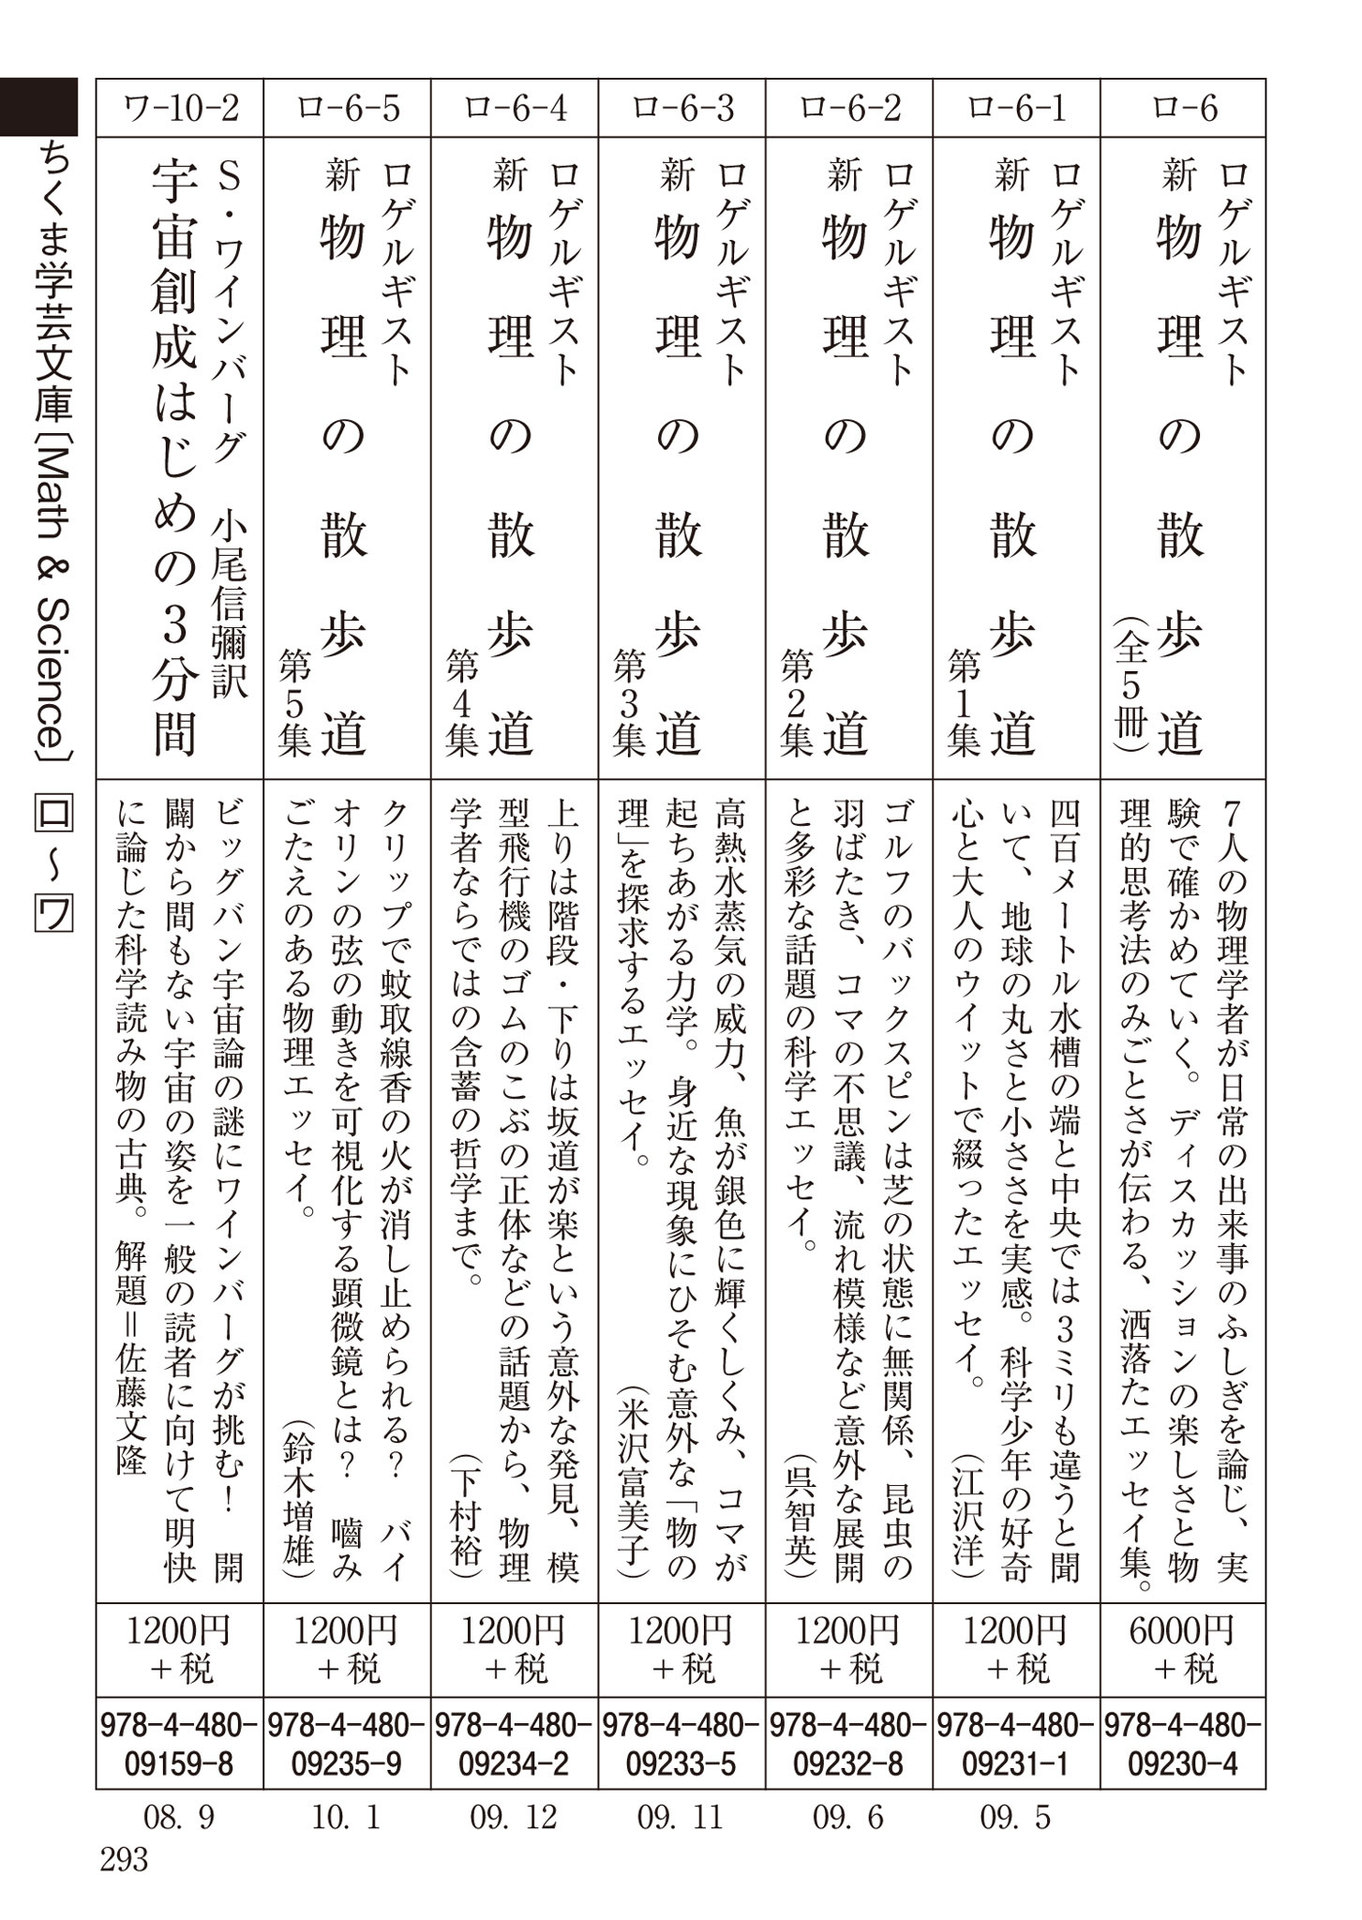 ロ-6
ロゲルギスト
新 物理の散歩道
（全5冊）
7人の物理学者が日常の出来事のふしぎを論じ、実
験で確かめていく。ディスカッションの楽しさと物
理的思考法のみごとさが伝わる、洒落たエッセイ集。
6000円
+税
978-4-480-
09230-4
ロ-6-1
ロゲルギスト
新 物理の散歩道
第1集
四百メートル水槽の端と中央では3ミリも違うと聞
いて、地球の丸さと小ささを実感。科学少年の好奇
心と大人のウイットで綴ったエッセイ。（江沢洋）
1200円
+税
978-4-480-
09231-1
09. 5
ロ-6-2
ロゲルギスト
新 物理の散歩道
第2集
ゴルフのバックスピンは芝の状態に無関係、昆虫の
羽ばたき、コマの不思議、流れ模様など意外な展開
と多彩な話題の科学エッセイ。（呉智英）
1200円
+税
978-4-480-
09232-8
09. 6
ロ-6-3
ロゲルギスト
新 物理の散歩道
第3集
高熱水蒸気の威力、魚が銀色に輝くしくみ、コマが
起ちあがる力学。身近な現象にひそむ意外な「物の
理」を探求するエッセイ。（米沢富美子）
1200円
+税
978-4-480-
09233-5
09. 11
ロ-6-4
ロゲルギスト
新 物理の散歩道
第4集
上りは階段・下りは坂道が楽という意外な発見、模
型飛行機のゴムのこぶの正体などの話題から、物理
学者ならではの含蓄の哲学まで。（下村裕）
1200円
+税
978-4-480-
09234-2
09. 12
ロ-6-5
ロゲルギスト
新 物理の散歩道
第5集
クリップで蚊取線香の火が消し止められる？ バイ
オリンの弦の動きを可視化する顕微鏡とは？ 噛み
ごたえのある物理エッセイ。（鈴木増雄）
1200円
+税
978-4-480-
09235-9
10. 1
ワ-10-2
S・ワインバーグ 小尾信彌訳
宇宙創成はじめの3分間
ビッグバン宇宙論の謎にワインバーグが挑む！ 開
闢から間もない宇宙の姿を一般の読者に向けて明快
に論じた科学読み物の古典。解題＝佐藤文隆
1200円
+税
978-4-480-
09159-8
08. 9
ちくま学芸文庫〔Math & Science〕 ロ〜ワ
293